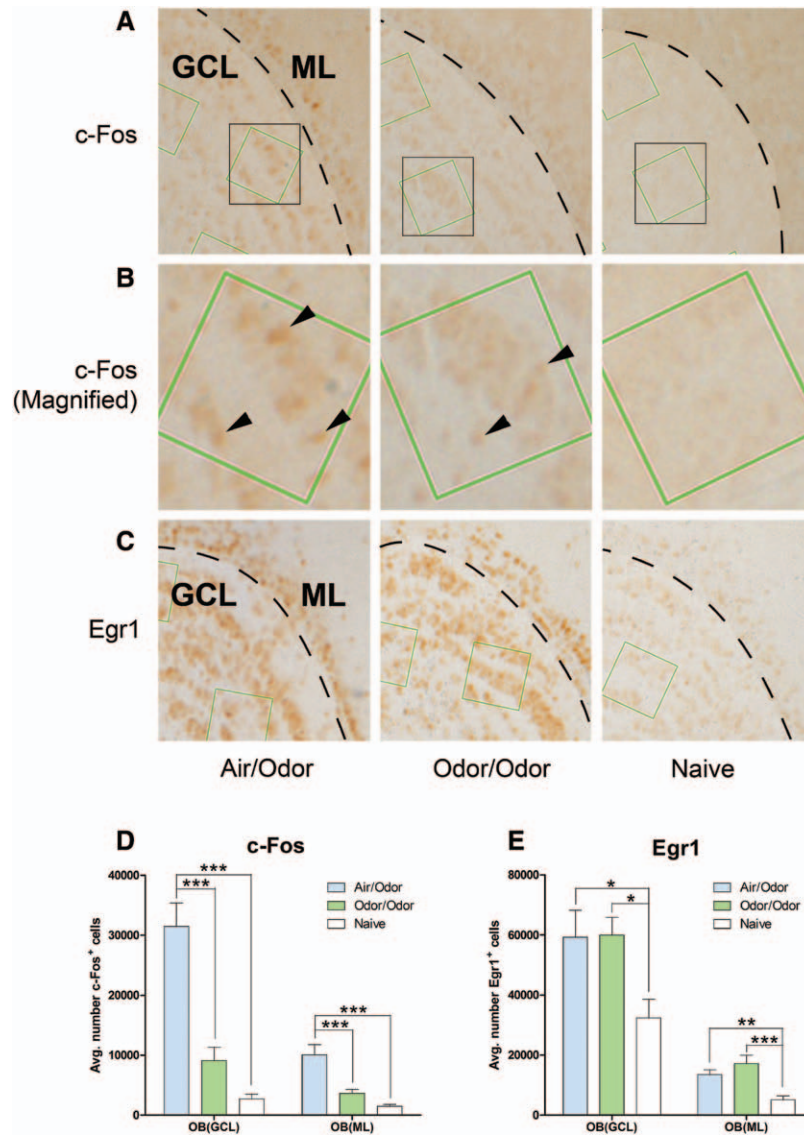 A
GCL ML
c-Fos
B
c-Fos
(Magnified)
C
GCL ML
Egr1
Air/Odor Odor/Odor Naive
D c-Fos
Avg. number c-Fos+ cells
40000
30000
20000
10000
0
***
***
***
***
Air/Odor
Odor/Odor
Naive
OB(GCL) OB(ML)
E Egr1
Avg. number Egr1+ cells
80000
60000
40000
20000
0
*
*
**
***
Air/Odor
Odor/Odor
Naive
OB(GCL) OB(ML)